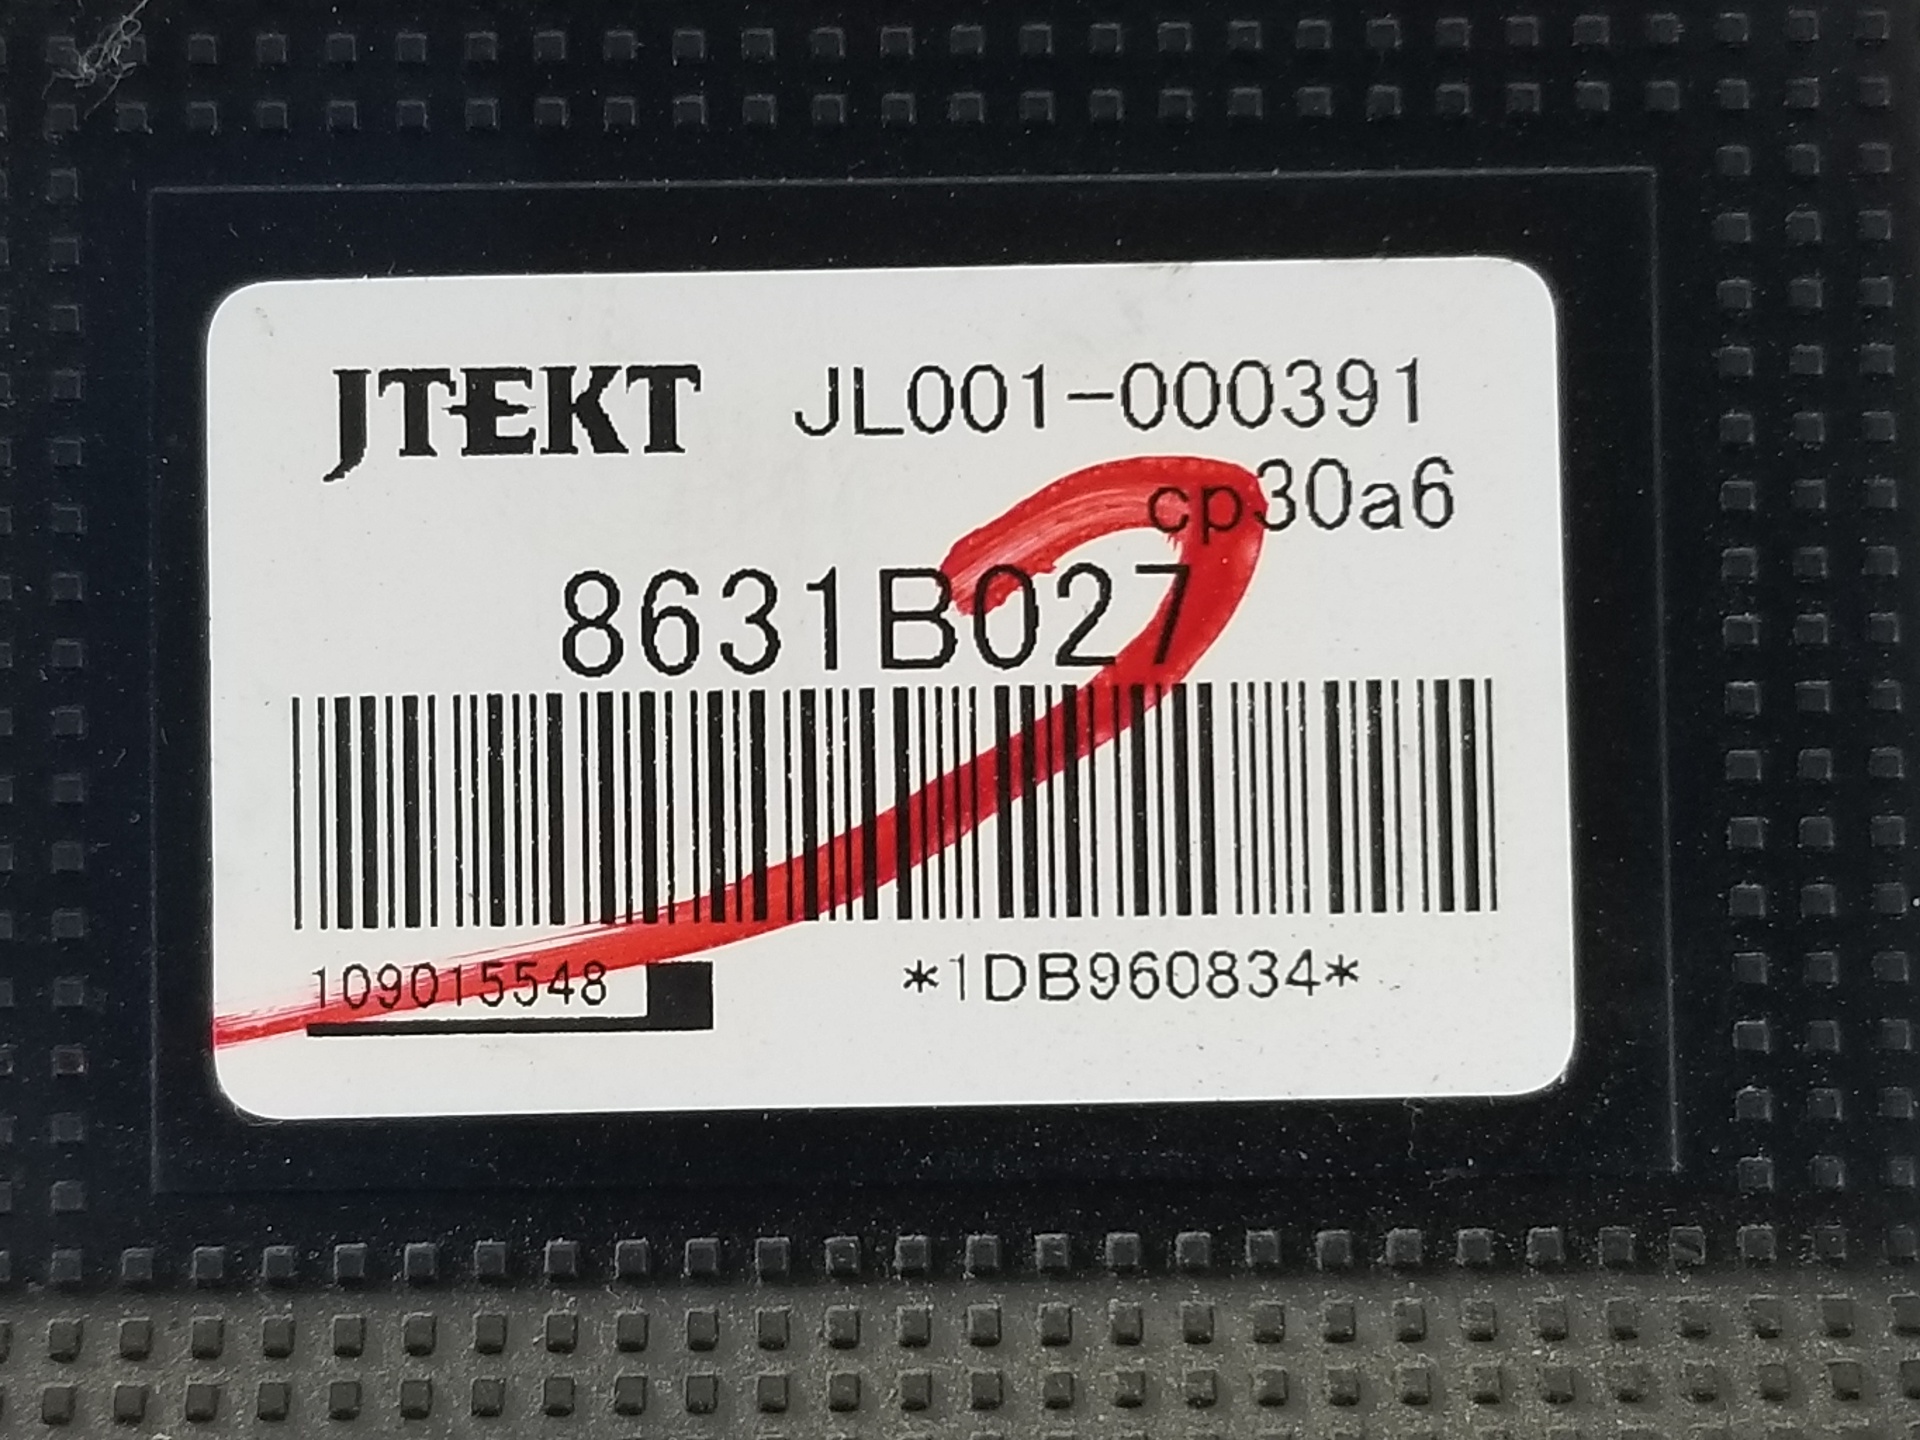 JTEKT JL001-000391
cp30a6
8631B027
109015548 *1DB960834*